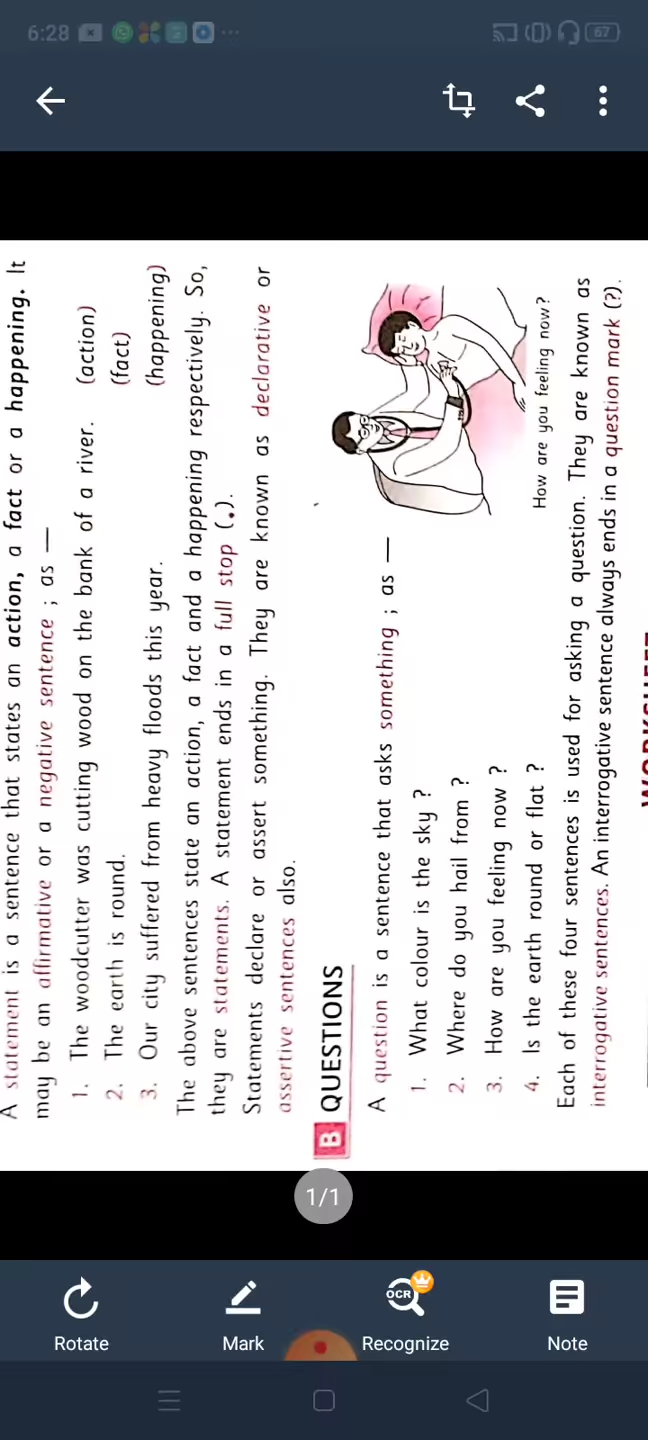 6:28
67
A statement is a sentence that states an action, a fact or a happening. It
may be an affirmative or a negative sentence ; as —
1. The woodcutter was cutting wood on the bank of a river. (action)
2. The earth is round. (fact)
3. Our city suffered from heavy floods this year. (happening)
The above sentences state an action, a fact and a happening respectively. So,
they are statements. A statement ends in a full stop (.).
Statements declare or assert something. They are known as declarative or
assertive sentences also.
B QUESTIONS
A question is a sentence that asks something ; as —
1. What colour is the sky ?
2. Where do you hail from ?
3. How are you feeling now ?
4. Is the earth round or flat ?
How are you feeling now?
Each of these four sentences is used for asking a question. They are known as
interrogative sentences. An interrogative sentence always ends in a question mark (?).
1/1
OCR
Rotate
Mark
Recognize
Note